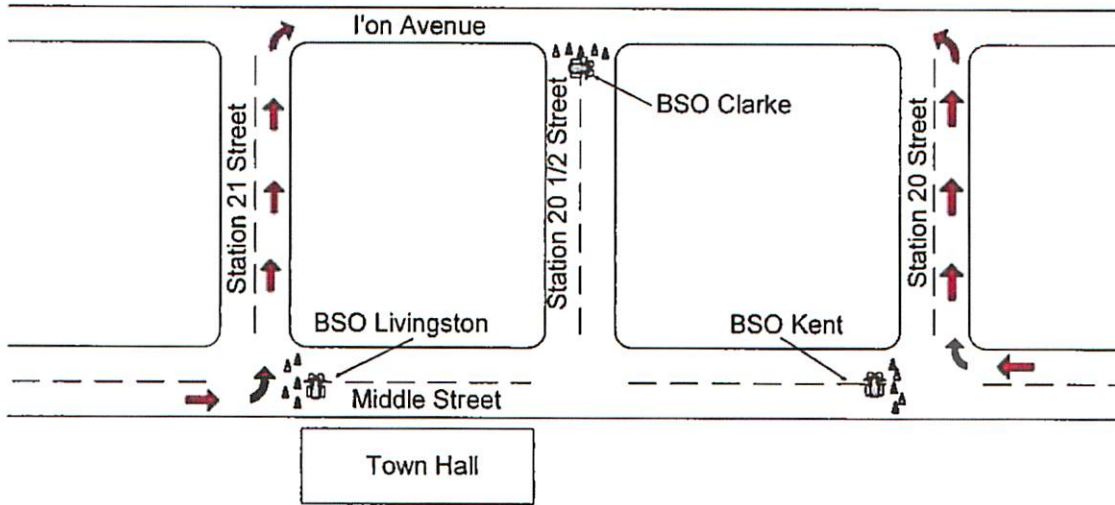 I'on Avenue
BSO Clarke
Station 21 Street
Station 20 1/2 Street
Station 20 Street
BSO Livingston
BSO Kent
Middle Street
Town Hall